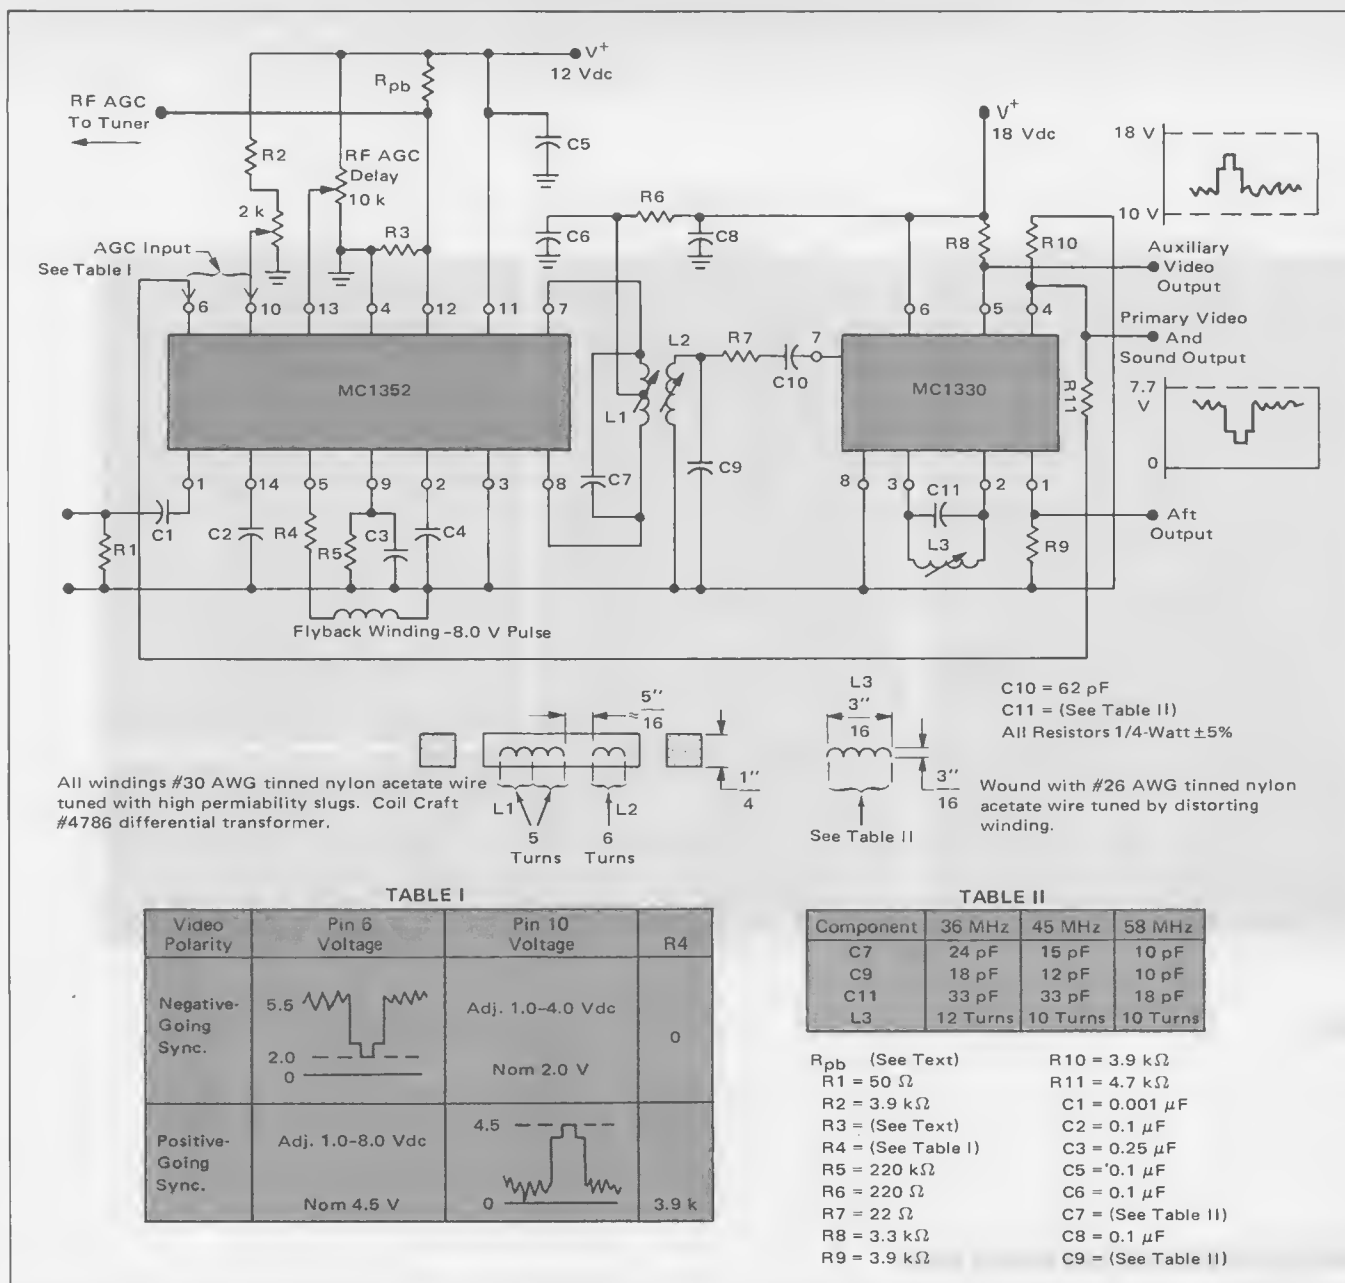 V+
12 Vdc
Rpb
RF AGC
To Tuner
C5
R2
RF AGC
Delay
10 k
2 k
R3
AGC Input
See Table I
6 10 13 4 12 11 7
MC1352
1 14 5 9 2 3 8
R1
C1
C2
R4
R5
C3
C4
Flyback Winding -8.0 V Pulse
C6
R6
C8
L1
L2
C7
C9
R7
C10
7
V+
18 Vdc
R8
R10
6 5 4
MC1330
R11
8 3 2 1
C11
L3
R9
18 V
10 V
Auxiliary
Video
Output
Primary Video
And
Sound Output
7.7
V
0
Aft
Output
5"
≈
16
1"
4
L1
5
Turns
L2
6
Turns
All windings #30 AWG tinned nylon acetate wire
tuned with high permiability slugs. Coil Craft
#4786 differential transformer.
L3
3"
16
3"
16
See Table II
C10 = 62 pF
C11 = (See Table II)
All Resistors 1/4-Watt ±5%
Wound with #26 AWG tinned nylon
acetate wire tuned by distorting
winding.
TABLE I
Video Polarity Pin 6 Voltage Pin 10 Voltage R4
Negative-
Going
Sync.
5.5
2.0
0
Adj. 1.0-4.0 Vdc
Nom 2.0 V
0
Positive-
Going
Sync.
Adj. 1.0-8.0 Vdc
Nom 4.5 V
4.5
0
3.9 k
TABLE II
Component 36 MHz 45 MHz 58 MHz
C7 24 pF 15 pF 10 pF
C9 18 pF 12 pF 10 pF
C11 33 pF 33 pF 18 pF
L3 12 Turns 10 Turns 10 Turns
Rpb (See Text)
R1 = 50 Ω
R2 = 3.9 kΩ
R3 = (See Text)
R4 = (See Table I)
R5 = 220 kΩ
R6 = 220 Ω
R7 = 22 Ω
R8 = 3.3 kΩ
R9 = 3.9 kΩ
R10 = 3.9 kΩ
R11 = 4.7 kΩ
C1 = 0.001 μF
C2 = 0.1 μF
C3 = 0.25 μF
C5 = 0.1 μF
C6 = 0.1 μF
C7 = (See Table II)
C8 = 0.1 μF
C9 = (See Table II)